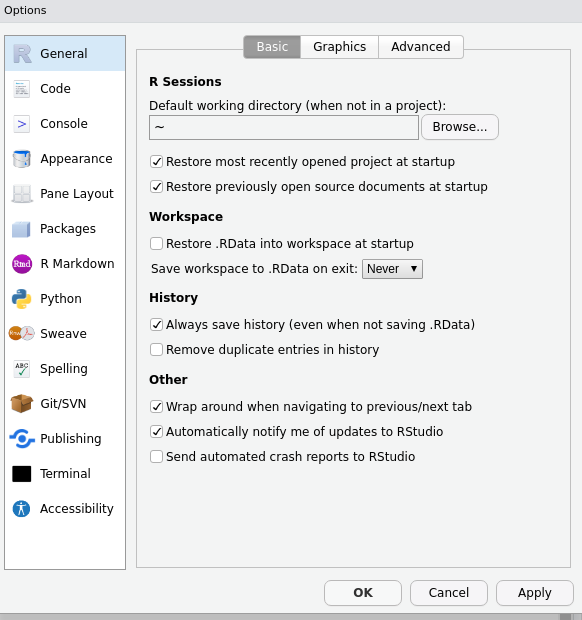 Options
General
Code
Console
Appearance
Pane Layout
Packages
R Markdown
Python
Sweave
Spelling
Git/SVN
Publishing
Terminal
Accessibility
Basic Graphics Advanced
R Sessions
Default working directory (when not in a project):
~ Browse...
Restore most recently opened project at startup
Restore previously open source documents at startup
Workspace
Restore .RData into workspace at startup
Save workspace to .RData on exit: Never
History
Always save history (even when not saving .RData)
Remove duplicate entries in history
Other
Wrap around when navigating to previous/next tab
Automatically notify me of updates to RStudio
Send automated crash reports to RStudio
OK Cancel Apply